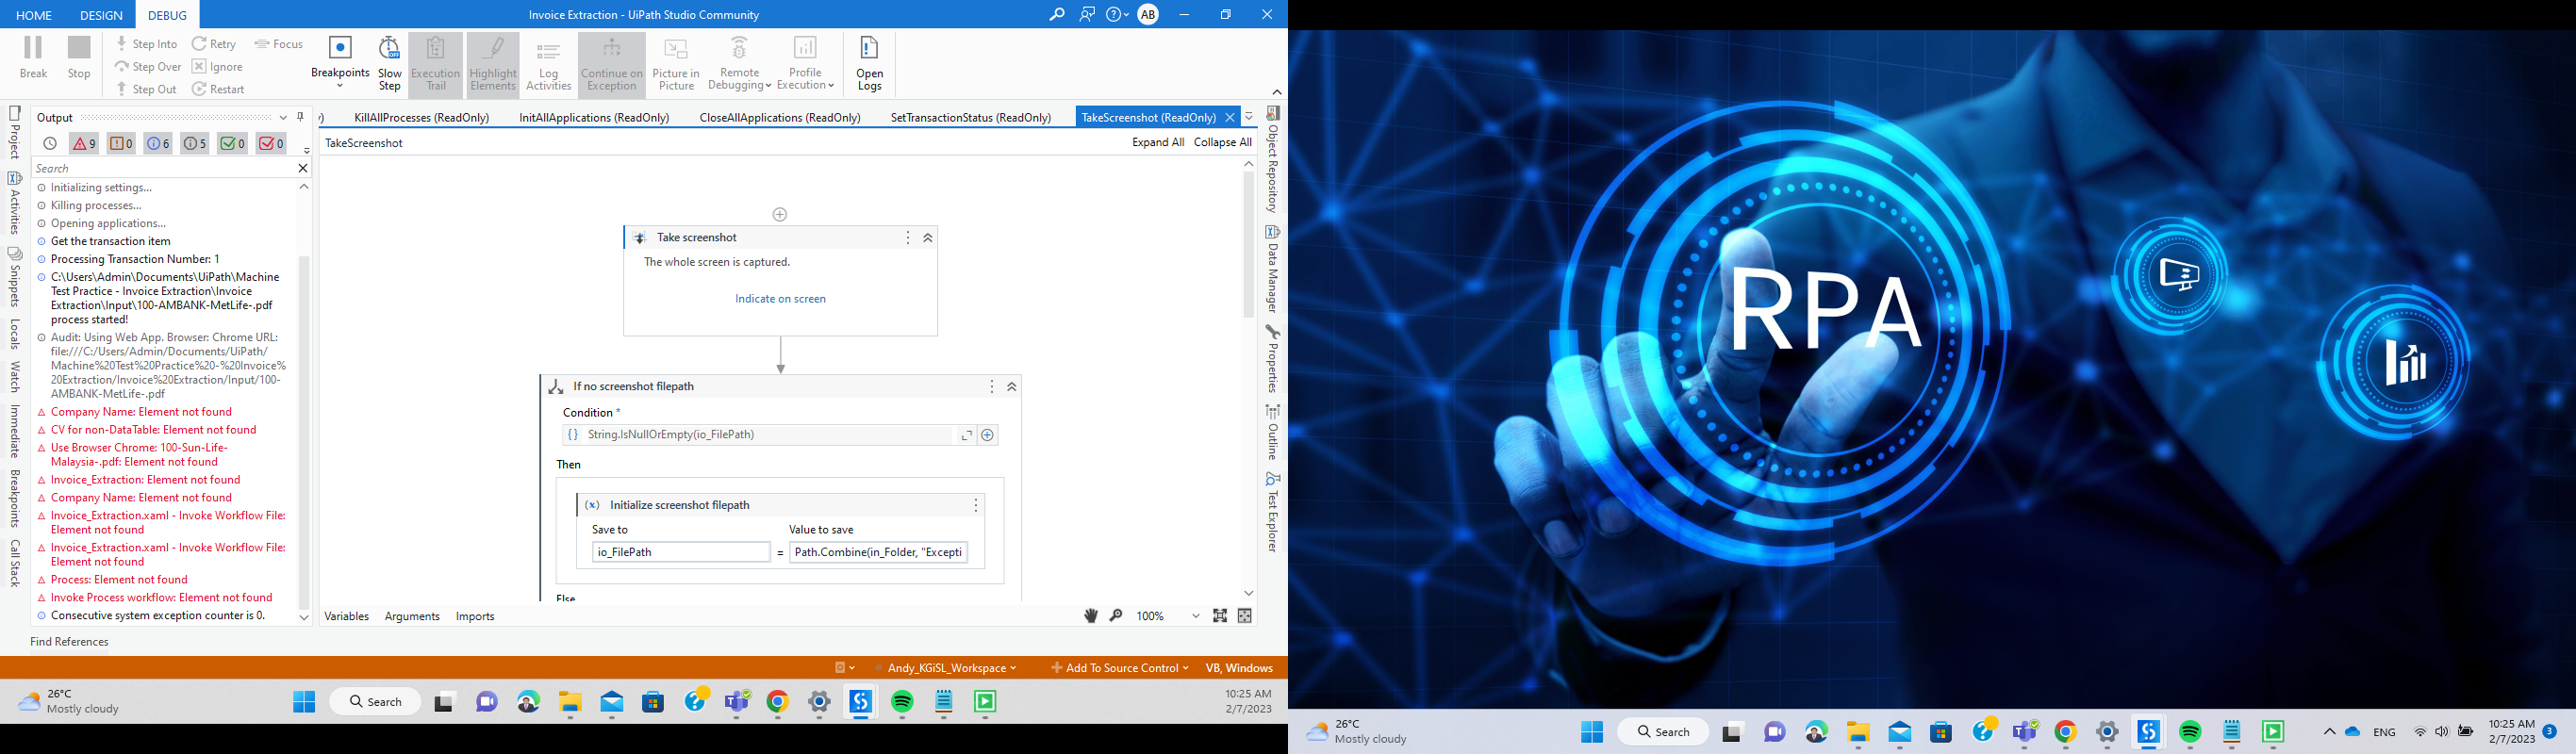 HOME
DESIGN
DEBUG
Invoice Extraction - UiPath Studio Community
AB
Break
Stop
Step Into
Step Over
Step Out
Retry
Ignore
Restart
Focus
Breakpoints
Slow
Step
Execution
Trail
Highlight
Elements
Log
Activities
Continue on
Exception
Picture in
Picture
Remote
Debugging
Profile
Execution
Open
Logs
Project
Activities
Snippets
Locals
Watch
Immediate
Breakpoints
Call Stack
Output
9
0
6
5
0
0
Search
Initializing settings...
Killing processes...
Opening applications...
Get the transaction item
Processing Transaction Number: 1
C:\Users\Admin\Documents\UiPath\Machine
Test Practice - Invoice Extraction\Invoice
Extraction\Input\100-AMBANK-MetLife-.pdf
process started!
Audit: Using Web App. Browser: Chrome URL:
file:///C:/Users/Admin/Documents/UiPath/
Machine%20Test%20Practice%20-%20Invoice%
20Extraction/Invoice%20Extraction/Input/100-
AMBANK-MetLife-.pdf
Company Name: Element not found
CV for non-DataTable: Element not found
Use Browser Chrome: 100-Sun-Life-
Malaysia-.pdf: Element not found
Invoice_Extraction: Element not found
Company Name: Element not found
Invoice_Extraction.xaml - Invoke Workflow File:
Element not found
Invoice_Extraction.xaml - Invoke Workflow File:
Element not found
Process: Element not found
Invoke Process workflow: Element not found
Consecutive system exception counter is 0.
Find References
KillAllProcesses (ReadOnly)
InitAllApplications (ReadOnly)
CloseAllApplications (ReadOnly)
SetTransactionStatus (ReadOnly)
TakeScreenshot (ReadOnly)
TakeScreenshot
Expand All
Collapse All
Take screenshot
The whole screen is captured.
Indicate on screen
If no screenshot filepath
Condition *
String.IsNullOrEmpty(io_FilePath)
Then
Initialize screenshot filepath
Save to
Value to save
io_FilePath
=
Path.Combine(in_Folder, "Excepti
Else
Variables
Arguments
Imports
100%
Object Repository
Data Manager
Properties
Outline
Test Explorer
Andy_KGiSL_Workspace
Add To Source Control
VB, Windows
26°C
Mostly cloudy
Search
10:25 AM
2/7/2023
RPA
26°C
Mostly cloudy
Search
ENG
10:25 AM
2/7/2023
3